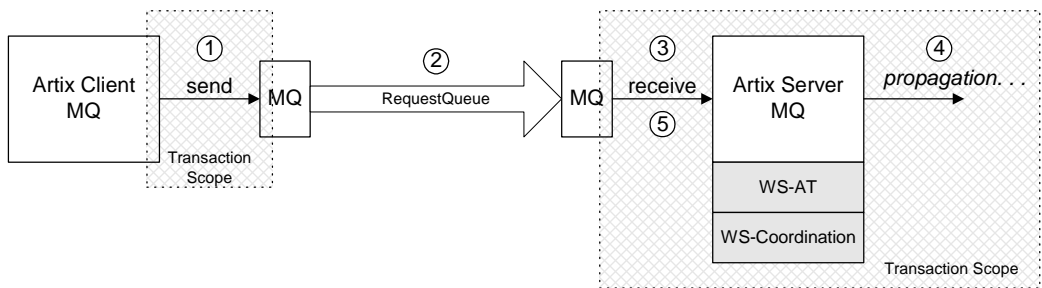 1
3
4
Artix Client
MQ
send
MQ
2
RequestQueue
MQ
receive
5
Artix Server
MQ
propagation. . .
Transaction
Scope
WS-AT
WS-Coordination
Transaction Scope